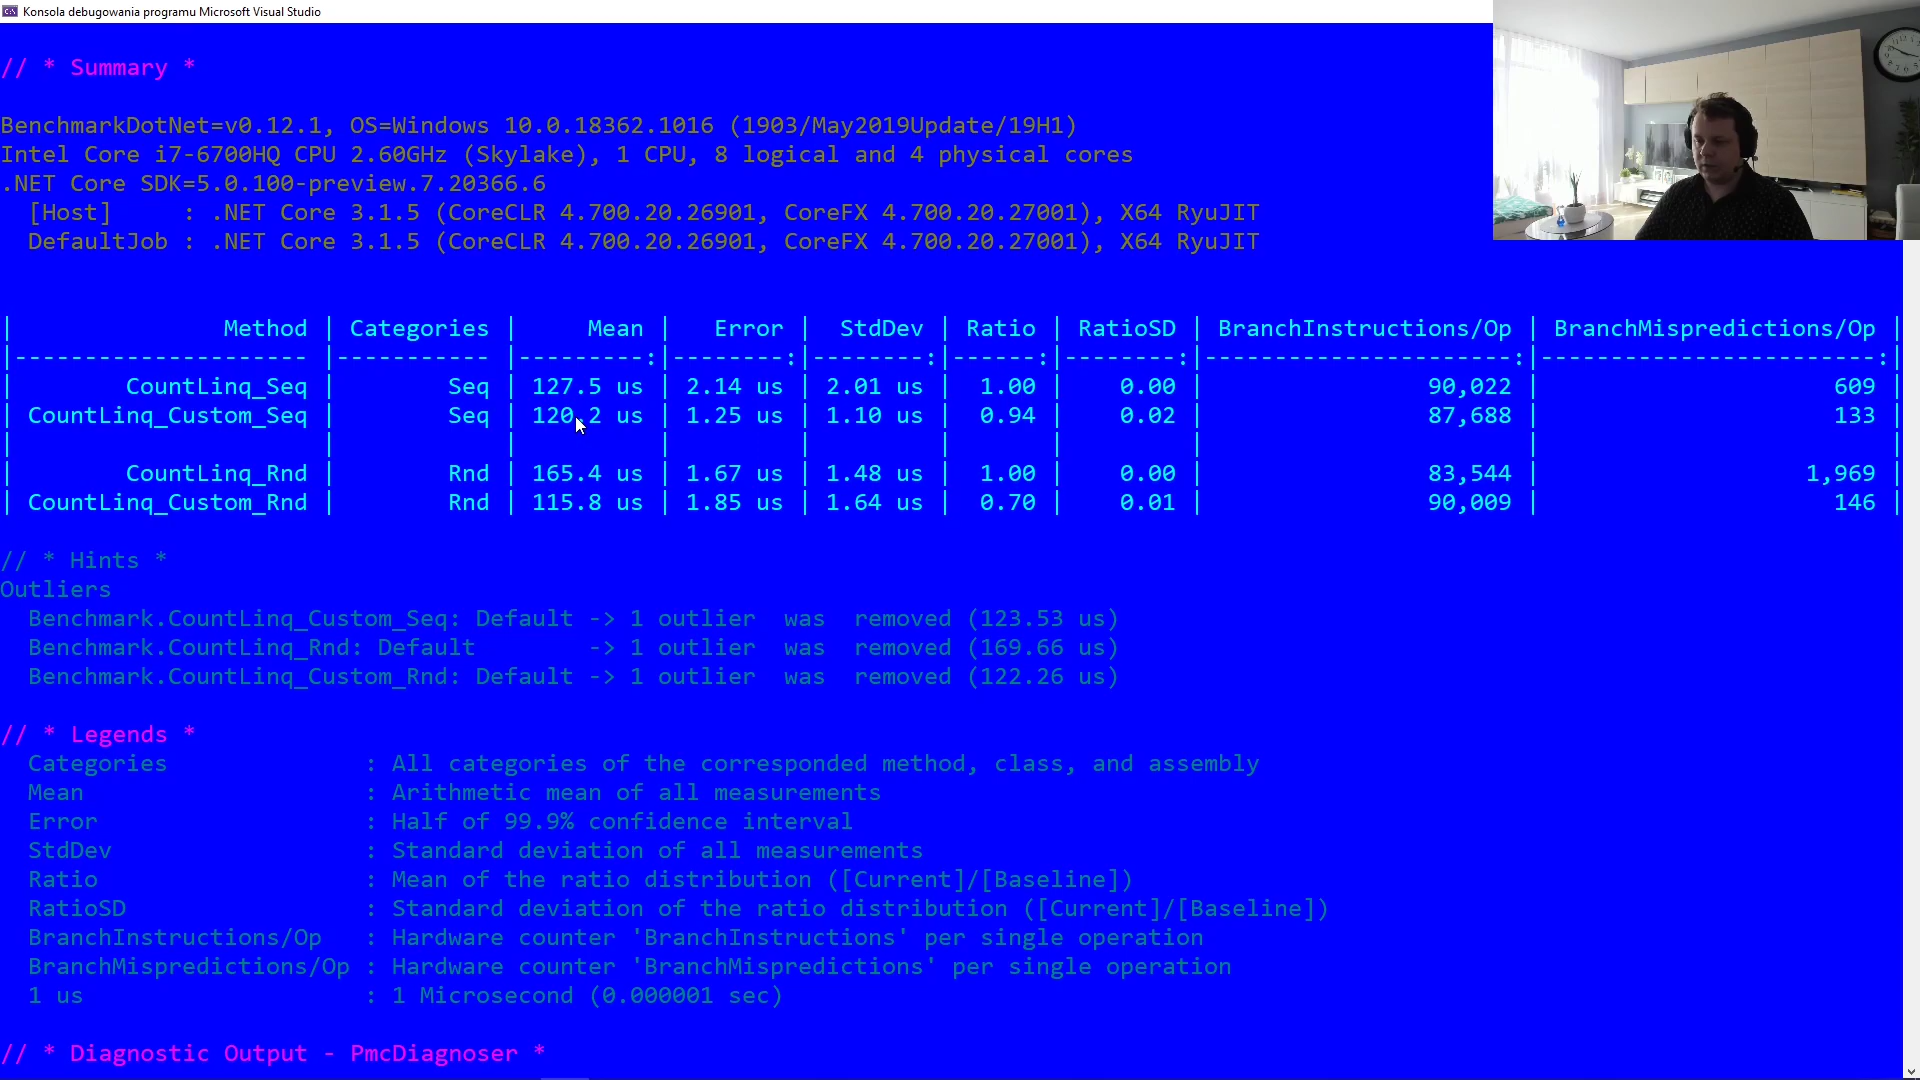 Konsola debugowania programu Microsoft Visual Studio
// * Summary *
BenchmarkDotNet=v0.12.1, OS=Windows 10.0.18362.1016 (1903/May2019Update/19H1)
Intel Core i7-6700HQ CPU 2.60GHz (Skylake), 1 CPU, 8 logical and 4 physical cores
.NET Core SDK=5.0.100-preview.7.20366.6
[Host] : .NET Core 3.1.5 (CoreCLR 4.700.20.26901, CoreFX 4.700.20.27001), X64 RyuJIT
DefaultJob : .NET Core 3.1.5 (CoreCLR 4.700.20.26901, CoreFX 4.700.20.27001), X64 RyuJIT
| Method | Categories | Mean | Error | StdDev | Ratio | RatioSD | BranchInstructions/Op | BranchMispredictions/Op |
|--------------------- |----------- |---------:|--------:|--------:|------:|--------:|----------------------:|------------------------:|
| CountLinq_Seq | Seq | 127.5 us | 2.14 us | 2.01 us | 1.00 | 0.00 | 90,022 | 609 |
| CountLinq_Custom_Seq | Seq | 120.2 us | 1.25 us | 1.10 us | 0.94 | 0.02 | 87,688 | 133 |
| | | | | | | | | |
| CountLinq_Rnd | Rnd | 165.4 us | 1.67 us | 1.48 us | 1.00 | 0.00 | 83,544 | 1,969 |
| CountLinq_Custom_Rnd | Rnd | 115.8 us | 1.85 us | 1.64 us | 0.70 | 0.01 | 90,009 | 146 |
// * Hints *
Outliers
Benchmark.CountLinq_Custom_Seq: Default -> 1 outlier was removed (123.53 us)
Benchmark.CountLinq_Rnd: Default -> 1 outlier was removed (169.66 us)
Benchmark.CountLinq_Custom_Rnd: Default -> 1 outlier was removed (122.26 us)
// * Legends *
Categories : All categories of the corresponded method, class, and assembly
Mean : Arithmetic mean of all measurements
Error : Half of 99.9% confidence interval
StdDev : Standard deviation of all measurements
Ratio : Mean of the ratio distribution ([Current]/[Baseline])
RatioSD : Standard deviation of the ratio distribution ([Current]/[Baseline])
BranchInstructions/Op : Hardware counter 'BranchInstructions' per single operation
BranchMispredictions/Op : Hardware counter 'BranchMispredictions' per single operation
1 us : 1 Microsecond (0.000001 sec)
// * Diagnostic Output - PmcDiagnoser *